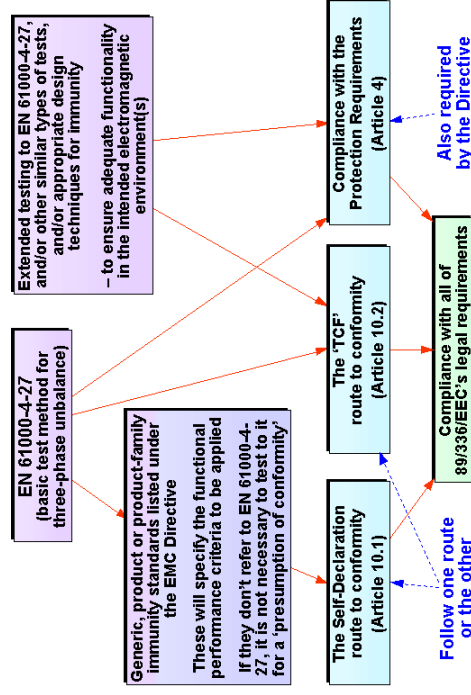 EN 61000-4-27
(basic test method for
three-phase unbalance)
Extended testing to EN 61000-4-27,
and/or other similar types of tests,
and/or appropriate design
techniques for immunity
– to ensure adequate functionality
in the intended electromagnetic
environment(s)
Generic, product or product-family
immunity standards listed under
the EMC Directive
These will specify the functional
performance criteria to be applied
If they don't refer to EN 61000-4-
27, it is not necessary to test to it
for a 'presumption of conformity'
The Self-Declaration
route to conformity
(Article 10.1)
The 'TCF'
route to conformity
(Article 10.2)
Compliance with the
Protection Requirements
(Article 4)
Follow one route
or the other
Compliance with all of
89/336/EEC's legal requirements
Also required
by the Directive